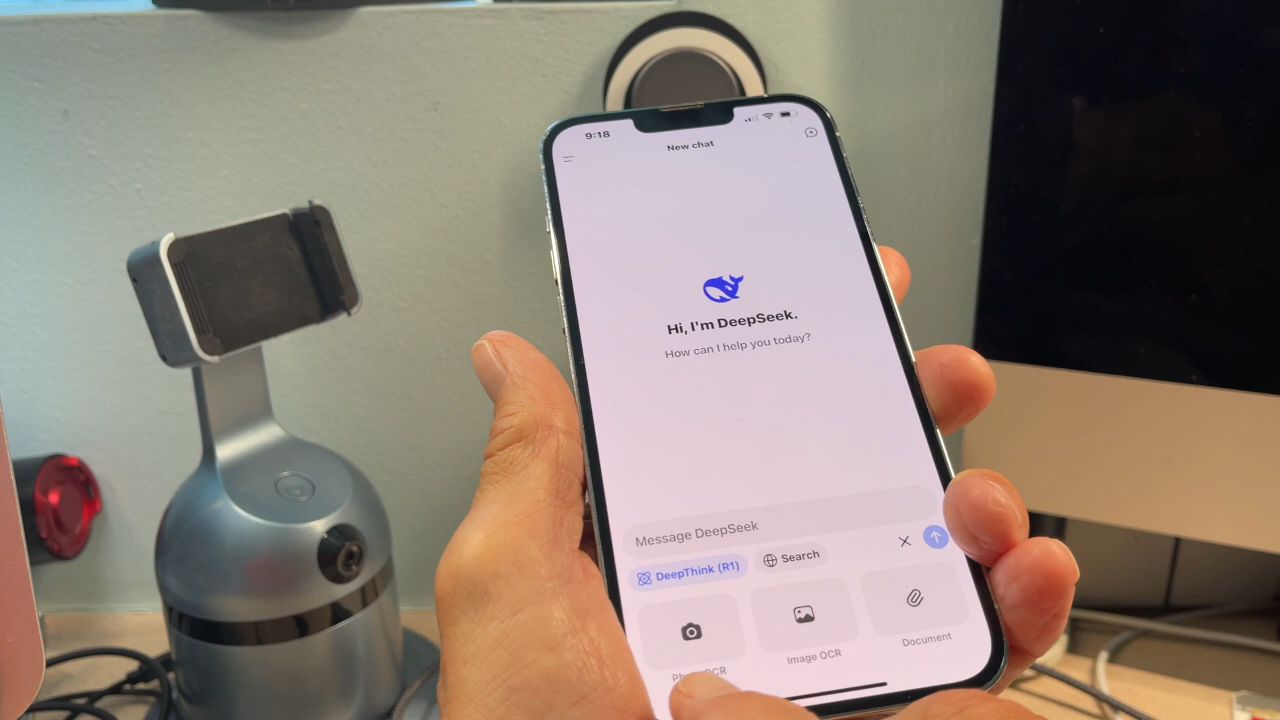 9:18
New chat
Hi, I'm DeepSeek.
How can I help you today?
Message DeepSeek
DeepThink (R1)
Search
Image OCR
Document